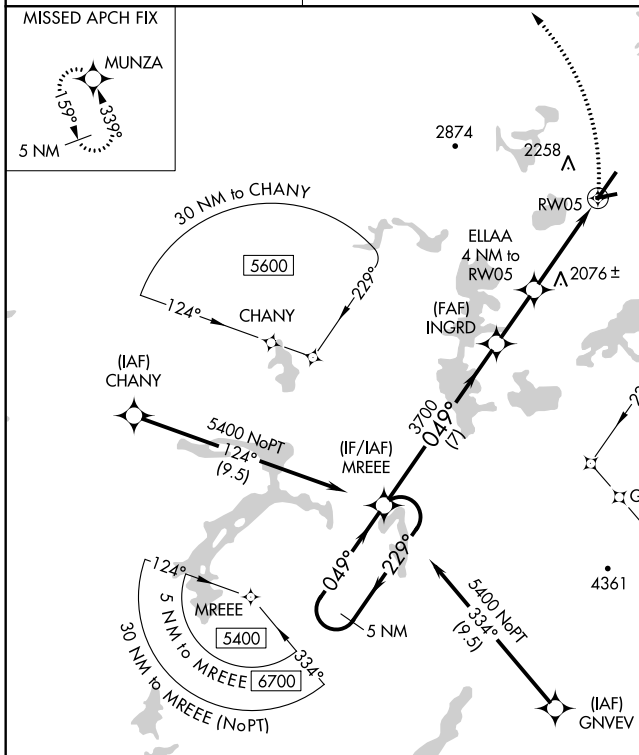 MISSED APCH FIX
MUNZA
159°
339°
5 NM
2874
2258
RW05
30 NM to CHANY
5600
124°
229°
CHANY
ELLAA
4 NM to
RW05
2076 ±
(FAF)
INGRD
(IAF)
CHANY
5400 NoPT
124°
(9.5)
3700
049°
(7)
(IF/IAF)
MREEE
049°
229°
5 NM
124°
MREEE
334°
5400
5 NM to MREEE
6700
30 NM to MREEE (NoPT)
5400 NoPT
334°
(9.5)
4361
(IAF)
GNVEV
G